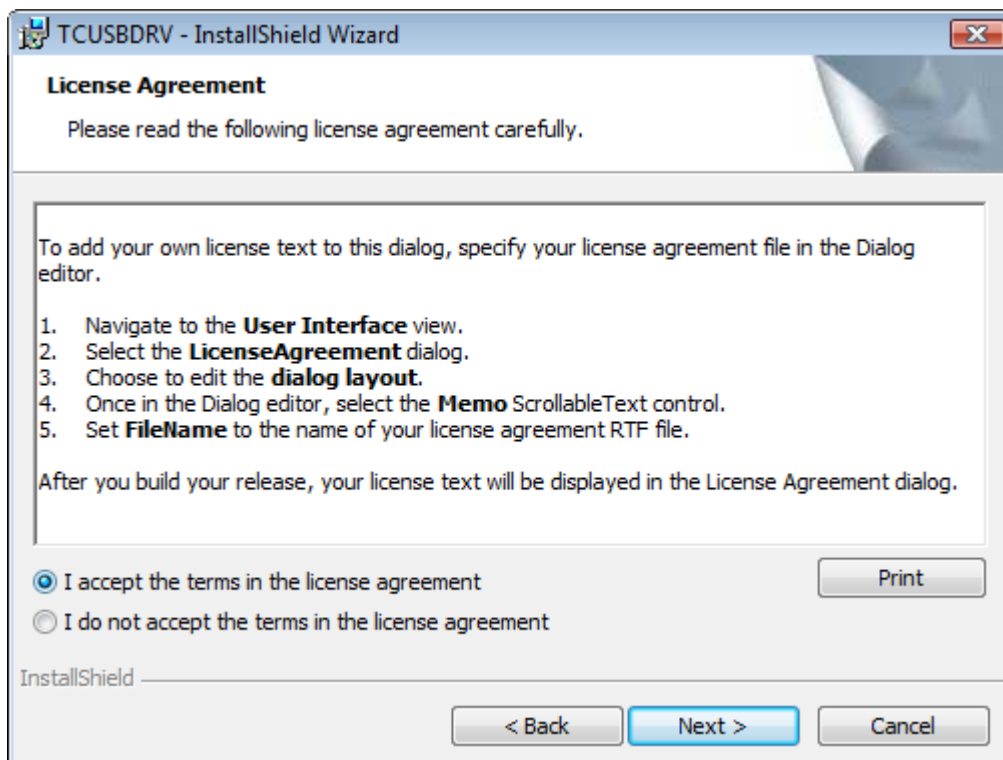 TCUSBDRV - InstallShield Wizard
License Agreement
Please read the following license agreement carefully.
To add your own license text to this dialog, specify your license agreement file in the Dialog
editor.
1. Navigate to the User Interface view.
2. Select the LicenseAgreement dialog.
3. Choose to edit the dialog layout.
4. Once in the Dialog editor, select the Memo ScrollableText control.
5. Set FileName to the name of your license agreement RTF file.
After you build your release, your license text will be displayed in the License Agreement dialog.
I accept the terms in the license agreement
Print
I do not accept the terms in the license agreement
InstallShield
< Back
Next >
Cancel